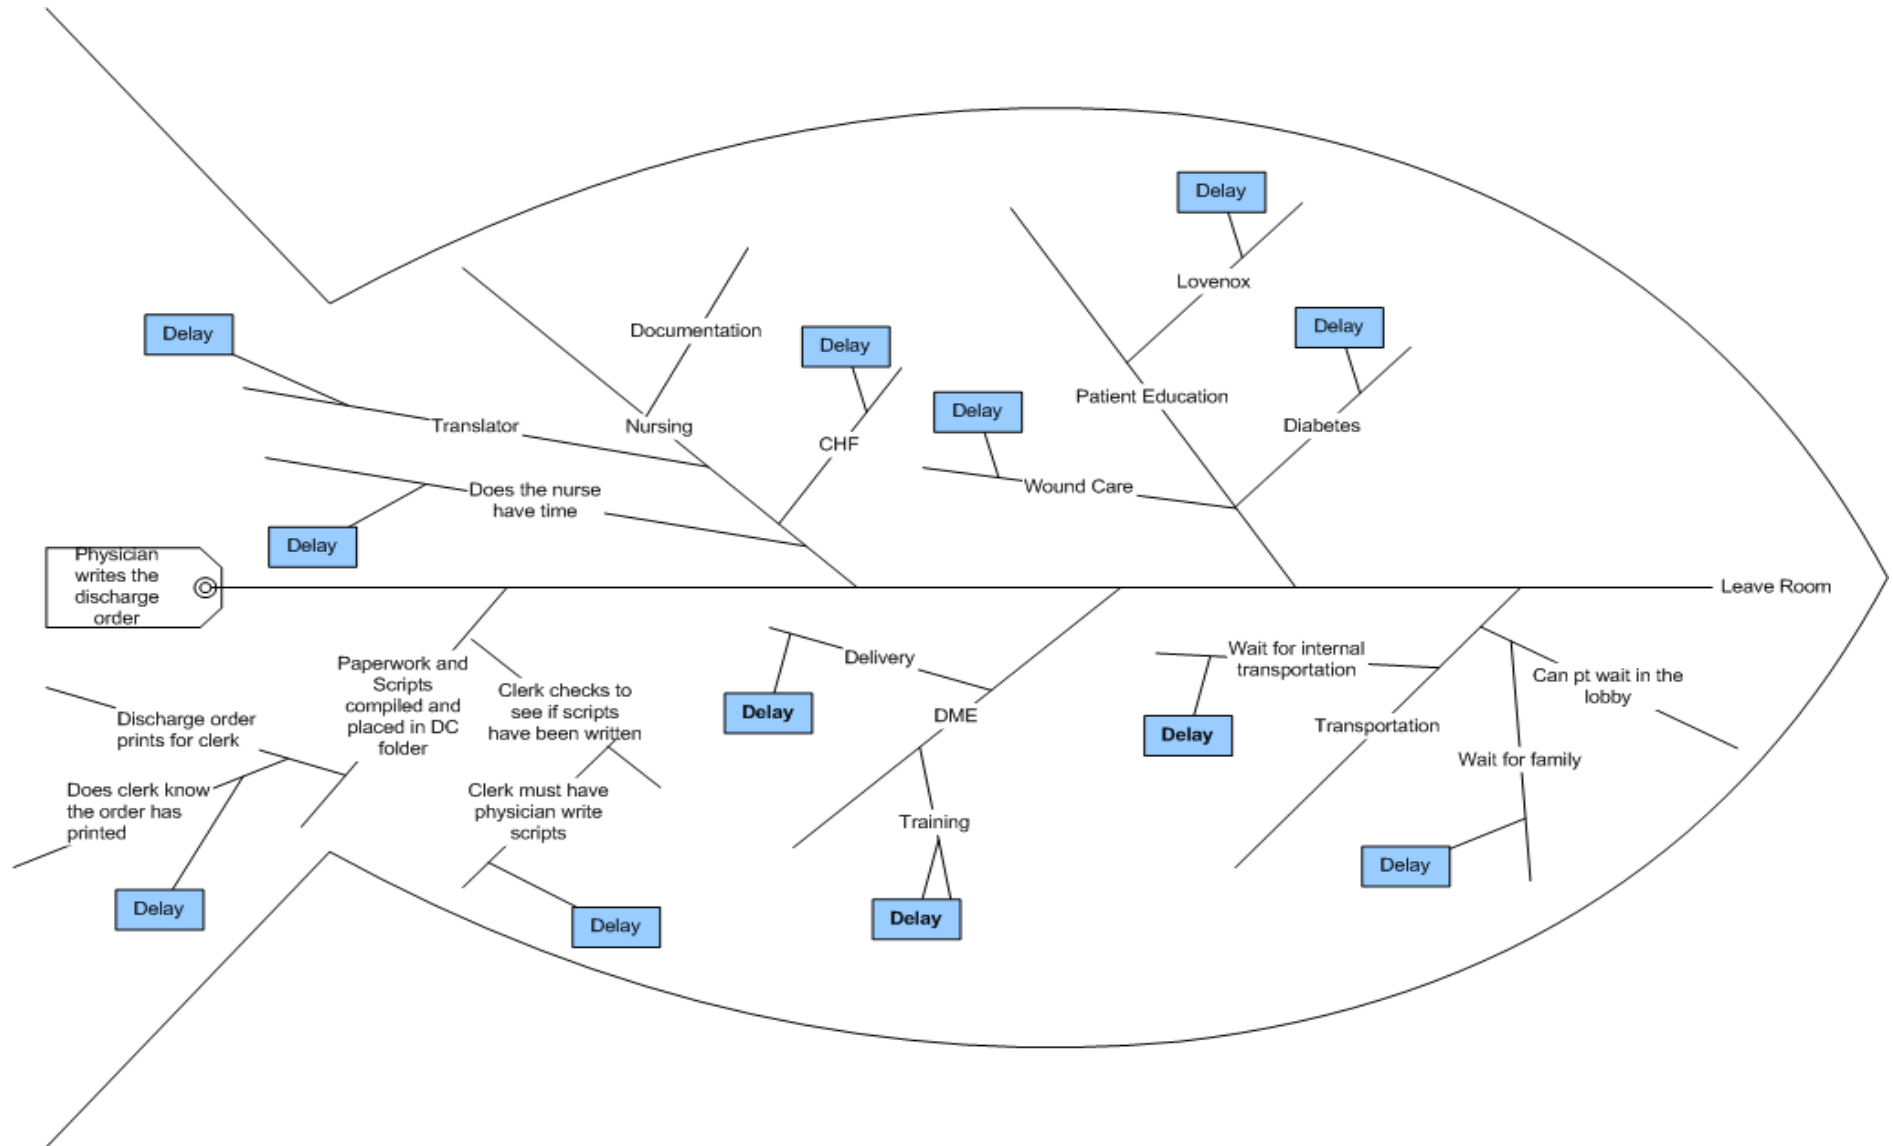 Delay
Lovenox
Delay
Delay
Documentation
Delay
Delay
Patient Education
Translator
Nursing
CHF
Diabetes
Wound Care
Does the nurse
have time
Delay
Physician
writes the
discharge
order
Leave Room
Paperwork and
Scripts
compiled and
placed in DC
folder
Clerk checks to
see if scripts
have been written
Discharge order
prints for clerk
Does clerk know
the order has
printed
Delay
Clerk must have
physician write
scripts
Delay
Delivery
Delay
DME
Training
Delay
Wait for internal
transportation
Delay
Transportation
Can pt wait in the
lobby
Wait for family
Delay